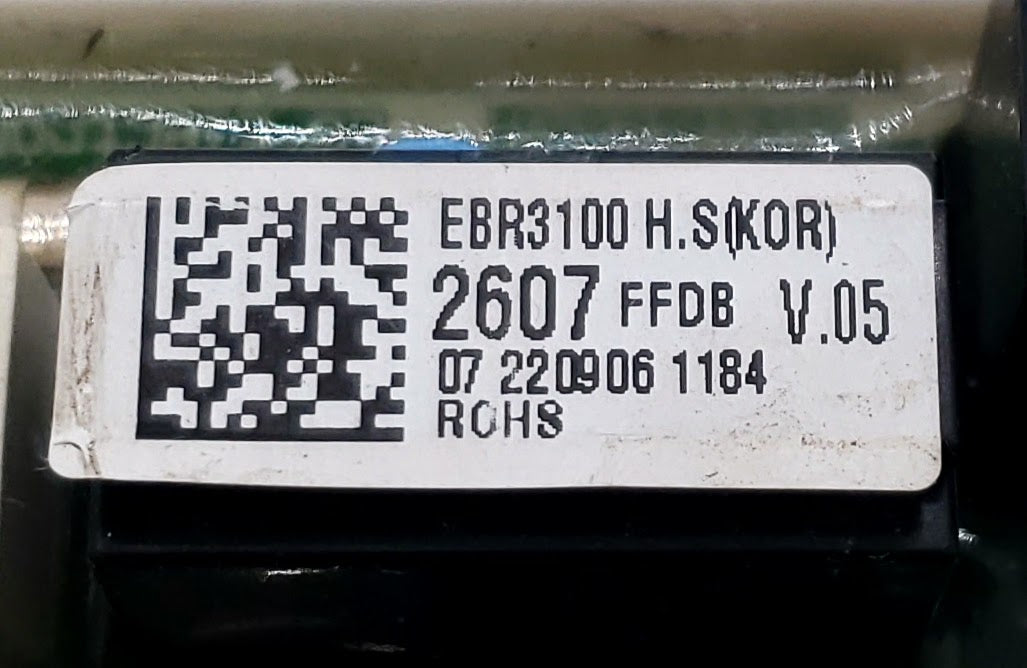 EBR3100 H.S(KOR)
2607 FFDB V.05
07 220906 1184
ROHS